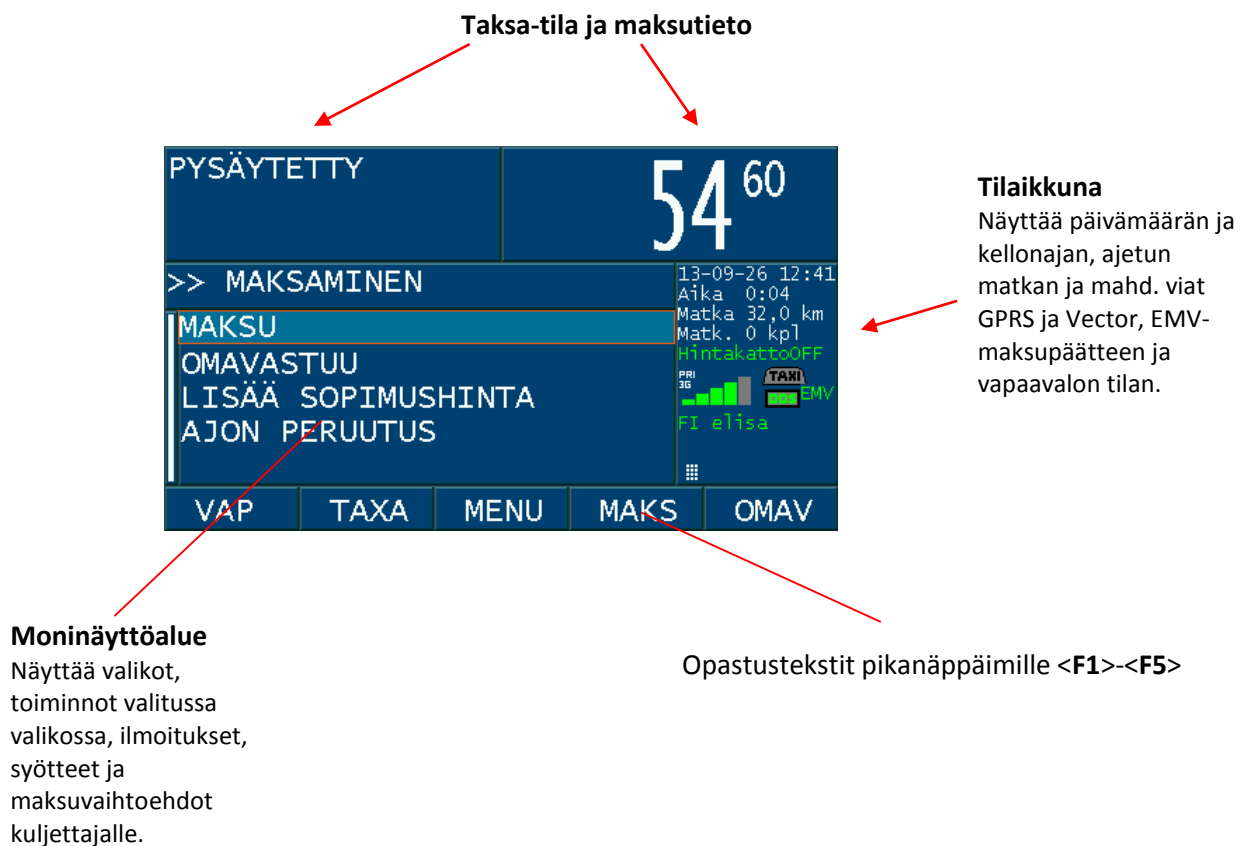 Taksa-tila ja maksutieto
PYSÄYTETTY
54 60
>> MAKSAMINEN
MAKSU
OMAVASTUU
LISÄÄ SOPIMUSHINTA
AJON PERUUTUS
13-09-26 12:41
Aika 0:04
Matka 32,0 km
Matk. 0 kpl
HintakattoOFF
PRI
3G
TAXI
DDS EMV
FI elisa
VAP TAXA MENU MAKS OMAV
Tilaikkuna
Näyttää päivämäärän ja
kellonajan, ajetun
matkan ja mahd. viat
GPRS ja Vector, EMV-
maksupäätteen ja
vapaavalon tilan.
Moninäyttöalue
Näyttää valikot,
toiminnot valitussa
valikossa, ilmoitukset,
syötteet ja
maksuvaihtoehdot
kuljettajalle.
Opastustekstit pikanäppäimille <F1>-<F5>